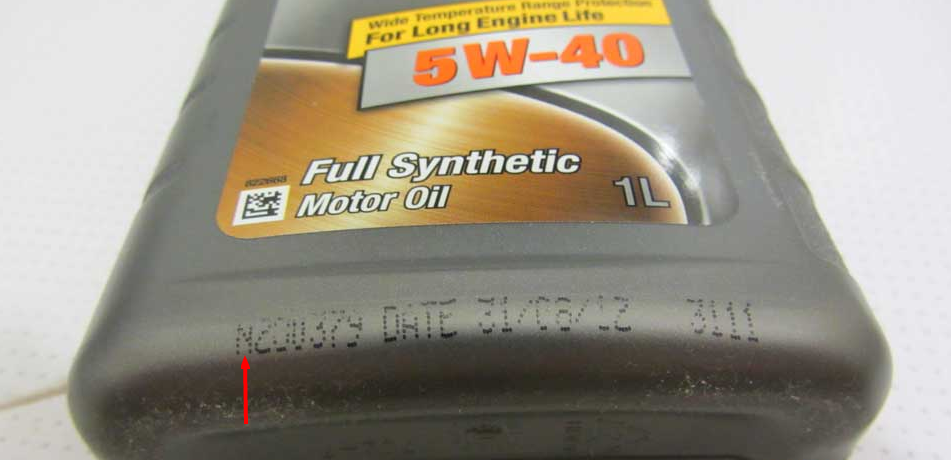 Wide Temperature Range Protection
For Long Engine Life
5W-40
Full Synthetic
Motor Oil
1L
DATE 31/08/12 3111